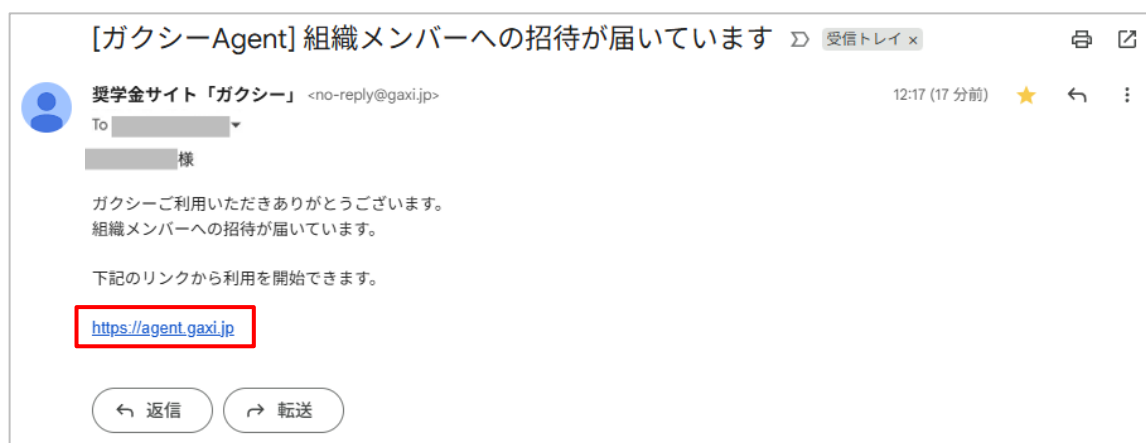 [ガクシーAgent] 組織メンバーへの招待が届いています 受信トレイ ×
奨学金サイト「ガクシー」 <no-reply@gaxi.jp> 12:17 (17 分前)
To
様
ガクシーご利用いただきありがとうございます。
組織メンバーへの招待が届いています。
下記のリンクから利用を開始できます。
https://agent.gaxi.jp
返信 転送